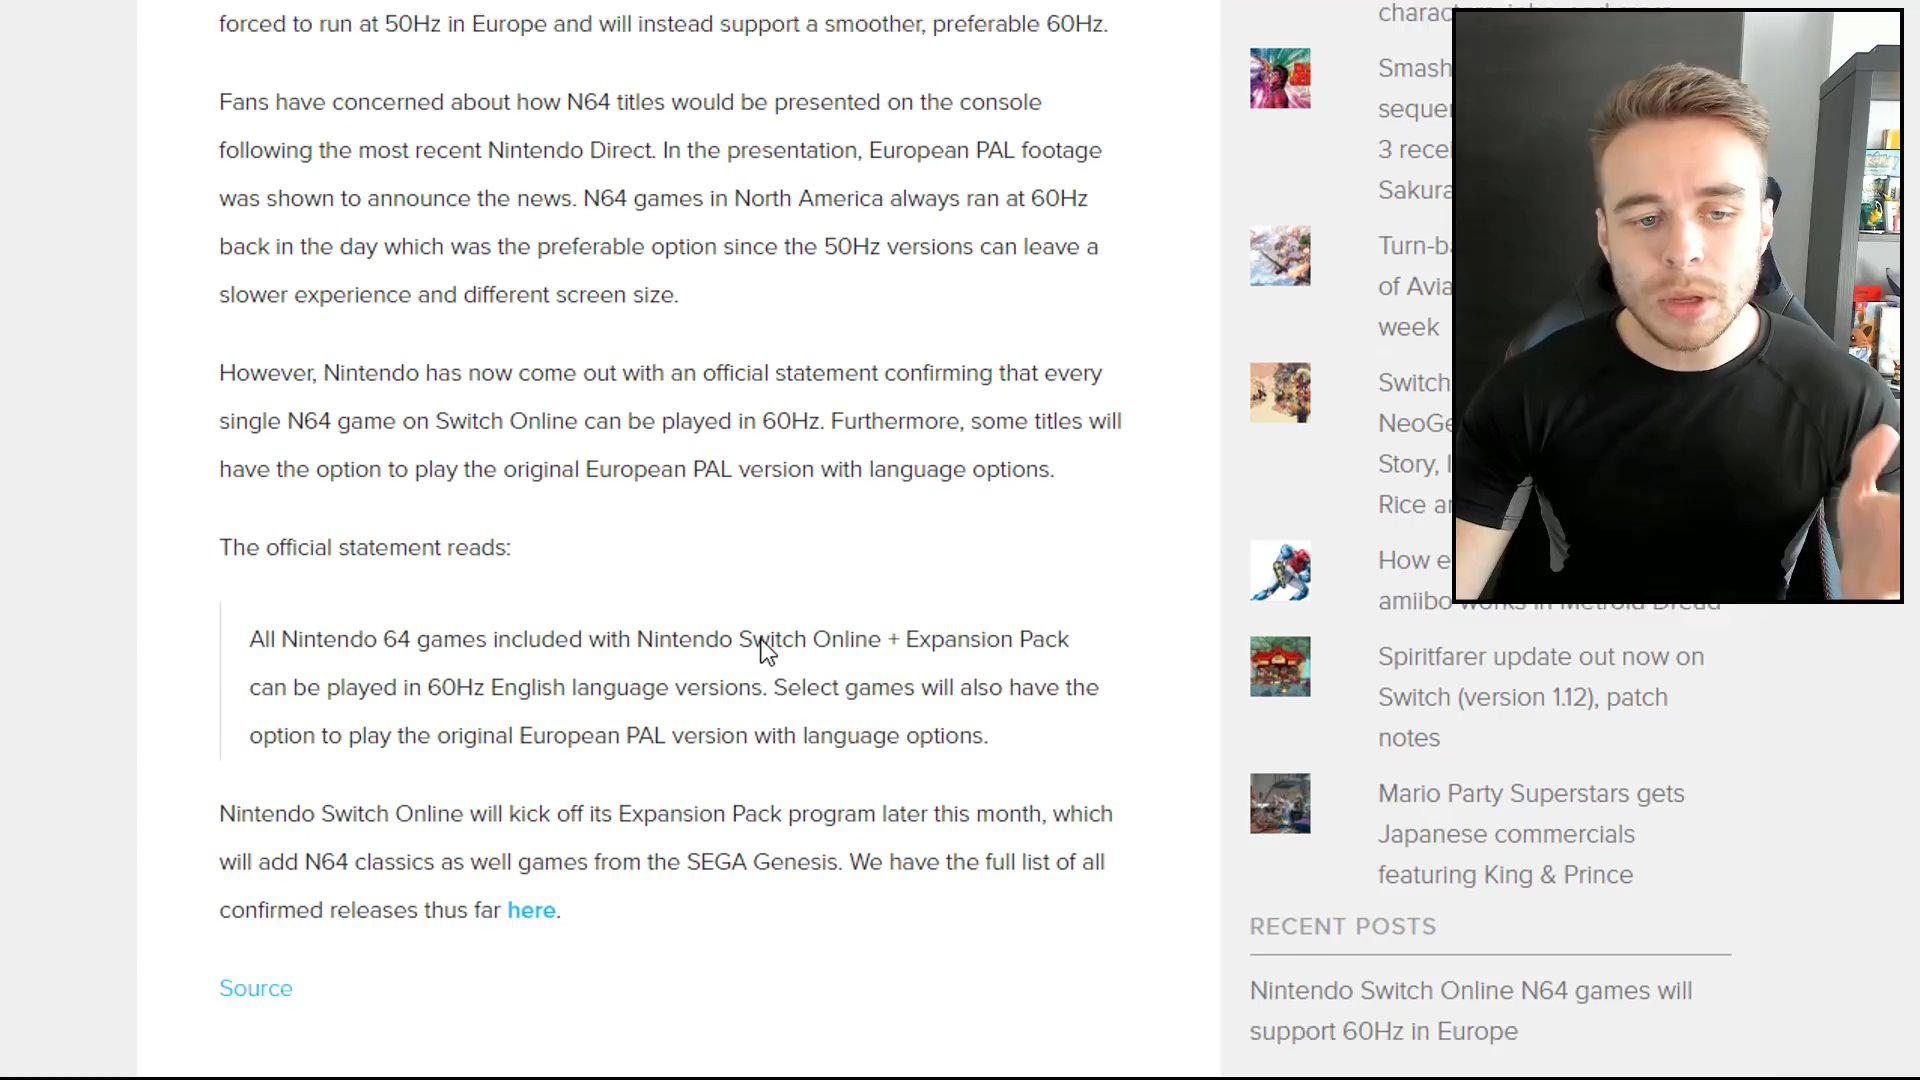 forced to run at 50Hz in Europe and will instead support a smoother, preferable 60Hz.
Fans have concerned about how N64 titles would be presented on the console
following the most recent Nintendo Direct. In the presentation, European PAL footage
was shown to announce the news. N64 games in North America always ran at 60Hz
back in the day which was the preferable option since the 50Hz versions can leave a
slower experience and different screen size.
However, Nintendo has now come out with an official statement confirming that every
single N64 game on Switch Online can be played in 60Hz. Furthermore, some titles will
have the option to play the original European PAL version with language options.
The official statement reads:
All Nintendo 64 games included with Nintendo Switch Online + Expansion Pack
can be played in 60Hz English language versions. Select games will also have the
option to play the original European PAL version with language options.
Nintendo Switch Online will kick off its Expansion Pack program later this month, which
will add N64 classics as well games from the SEGA Genesis. We have the full list of all
confirmed releases thus far here.
Source
Smash
3
week
Switch
Story,
Rice
How
amiibo works in Metroid Dread
Spiritfarer update out now on
Switch (version 1.12), patch
notes
Mario Party Superstars gets
Japanese commercials
featuring King & Prince
RECENT POSTS
Nintendo Switch Online N64 games will
support 60Hz in Europe